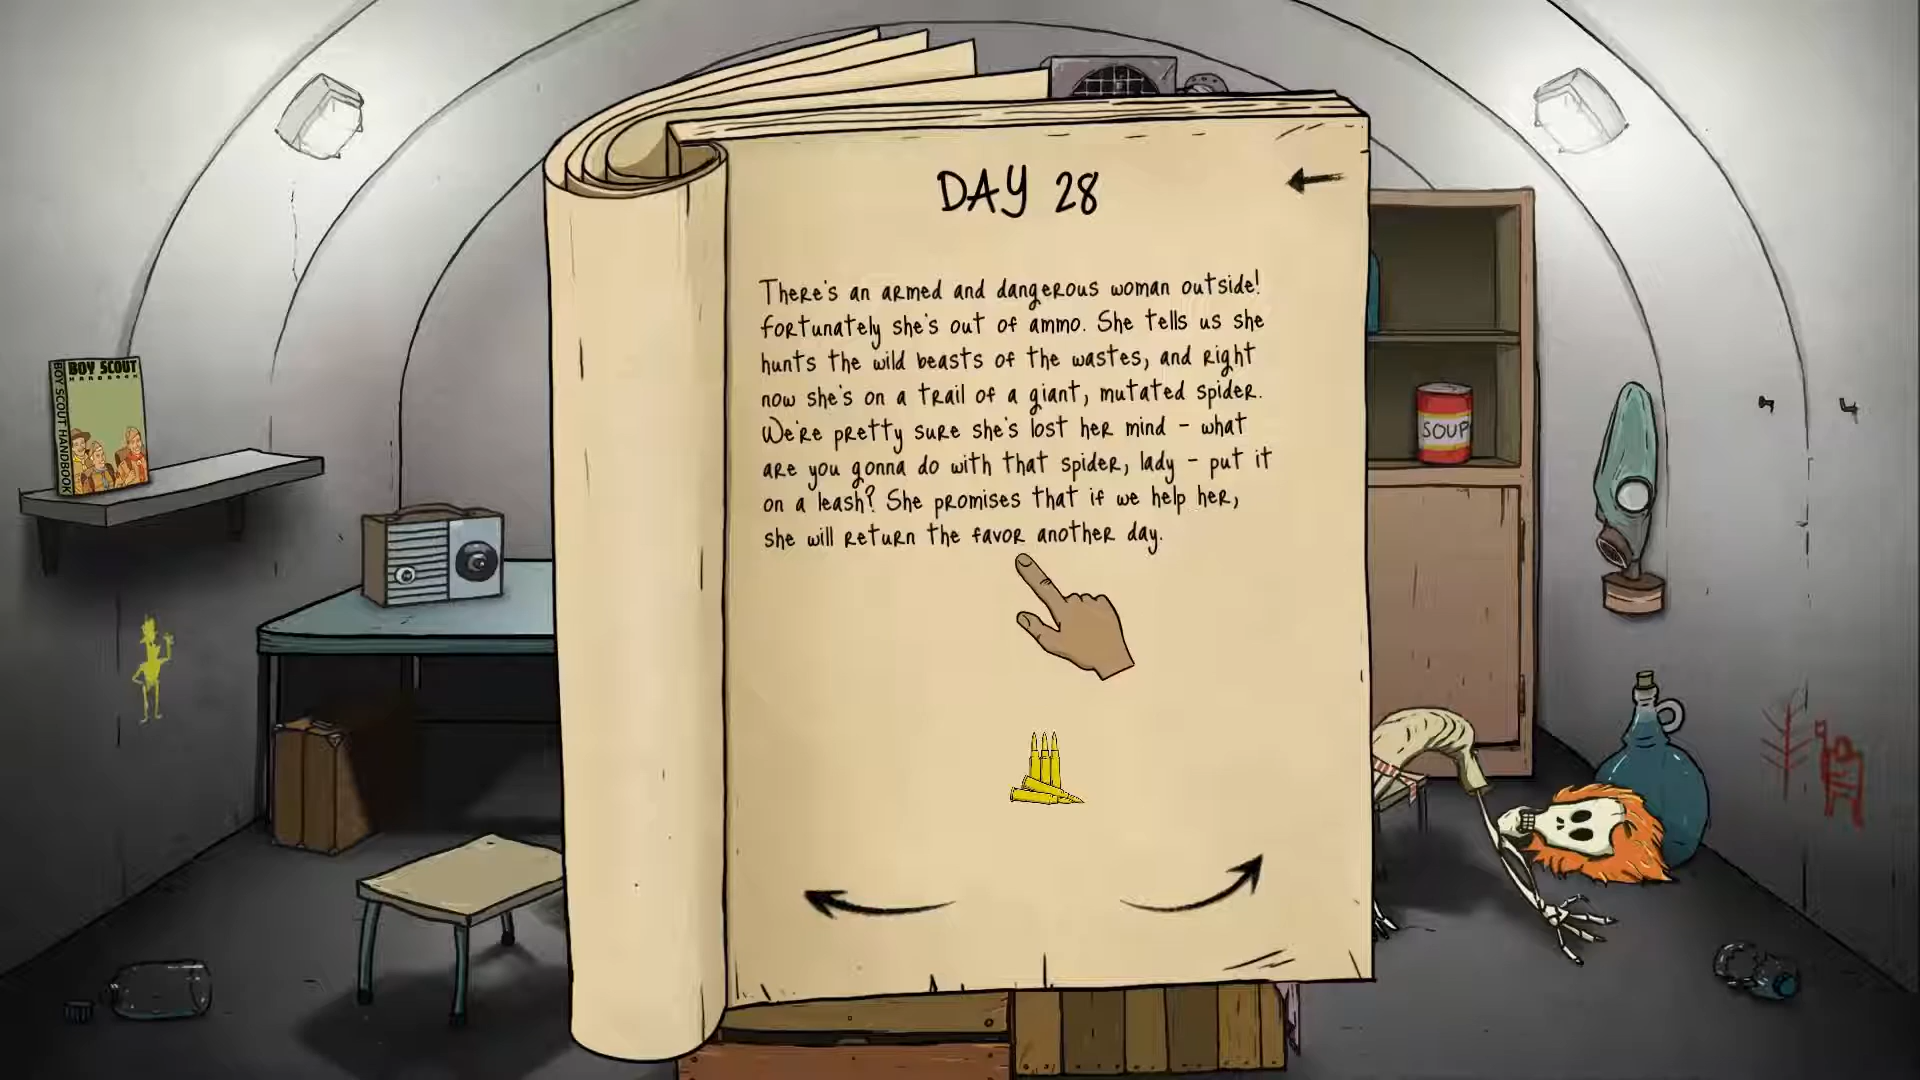 DAY 28
There's an armed and dangerous woman outside!
fortunately she's out of ammo. She tells us she
hunts the wild beasts of the wastes, and right
now she's on a trail of a giant, mutated spider.
We're pretty sure she's lost her mind - what
are you gonna do with that spider, lady - put it
on a leash? She promises that if we help her,
she will return the favor another day.
BOY SCOUT
HANDBOOK
BOY SCOUT HANDBOOK
SOUP